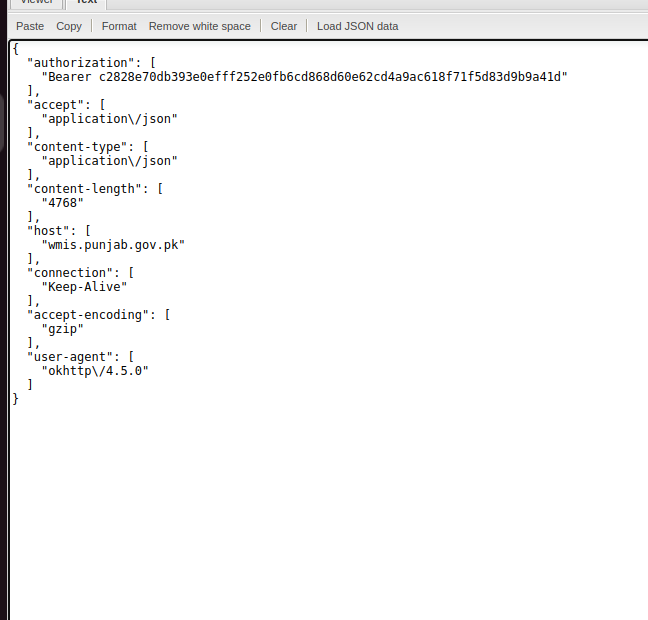 Viewer Text
Paste Copy Format Remove white space Clear Load JSON data
{
  "authorization": [
    "Bearer c2828e70db393e0efff252e0fb6cd868d60e62cd4a9ac618f71f5d83d9b9a41d"
  ],
  "accept": [
    "application\/json"
  ],
  "content-type": [
    "application\/json"
  ],
  "content-length": [
    "4768"
  ],
  "host": [
    "wmis.punjab.gov.pk"
  ],
  "connection": [
    "Keep-Alive"
  ],
  "accept-encoding": [
    "gzip"
  ],
  "user-agent": [
    "okhttp\/4.5.0"
  ]
}